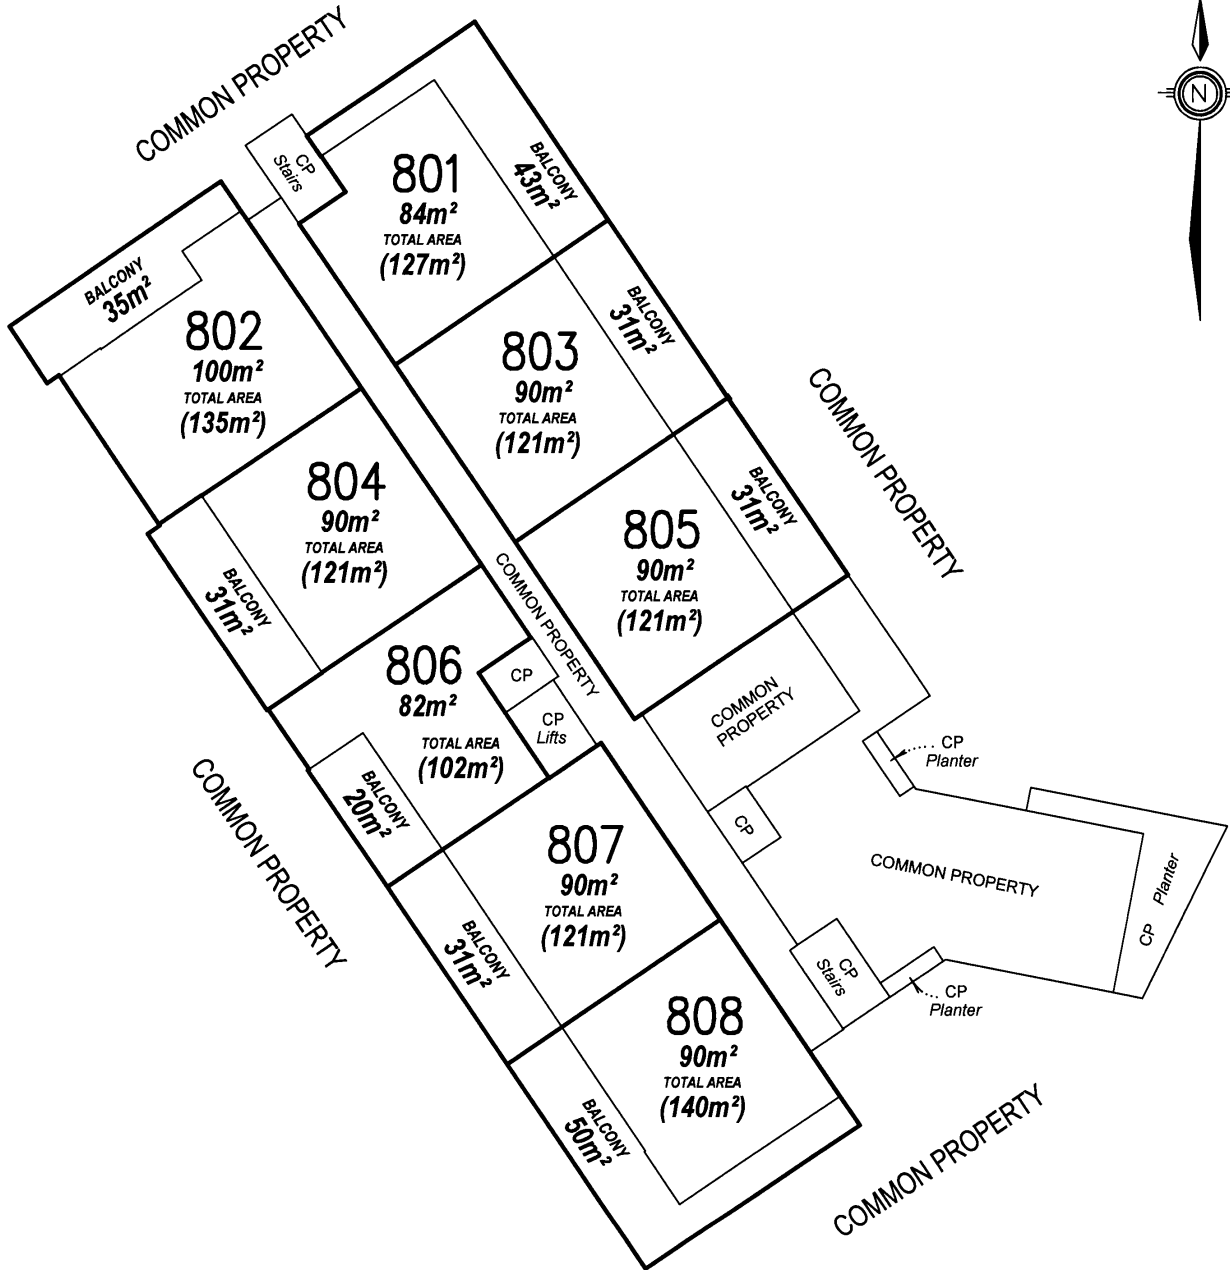 COMMON PROPERTY
N
CP
Stairs
801
84m²
TOTAL AREA
(127m²)
BALCONY
43m²
BALCONY
35m²
802
100m²
TOTAL AREA
(135m²)
803
90m²
TOTAL AREA
(121m²)
BALCONY
31m²
COMMON PROPERTY
804
90m²
TOTAL AREA
(121m²)
BALCONY
31m²
805
90m²
TOTAL AREA
(121m²)
BALCONY
31m²
COMMON PROPERTY
806
82m²
TOTAL AREA
(102m²)
BALCONY
20m²
CP
CP
Lifts
COMMON
PROPERTY
CP
Planter
COMMON PROPERTY
807
90m²
TOTAL AREA
(121m²)
BALCONY
31m²
CP
COMMON PROPERTY
CP Planter
CP
Stairs
CP
Planter
808
90m²
TOTAL AREA
(140m²)
BALCONY
50m²
COMMON PROPERTY